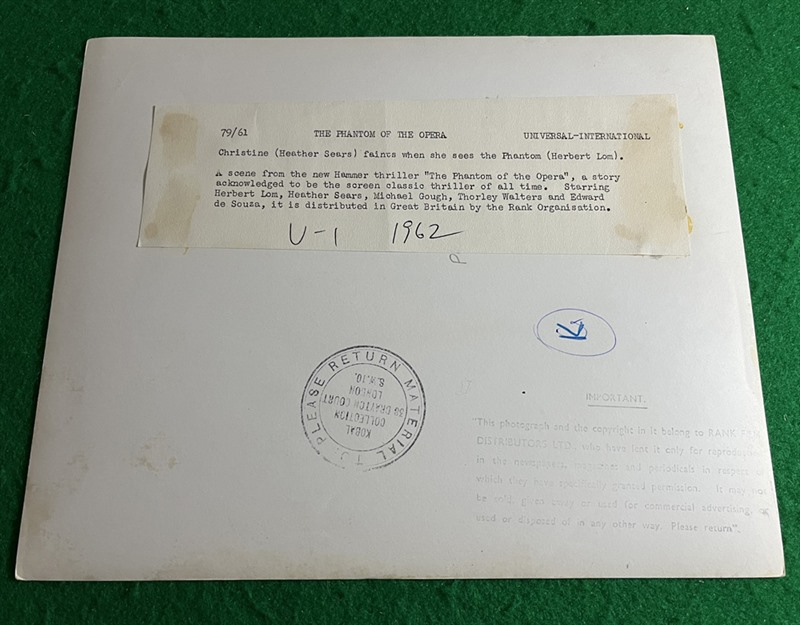 79/61 THE PHANTOM OF THE OPERA UNIVERSAL-INTERNATIONAL
Christine (Heather Sears) faints when she sees the Phantom (Herbert Lom).
A scene from the new Hammer thriller "The Phantom of the Opera", a story
acknowledged to be the screen classic thriller of all time. Starring
Herbert Lom, Heather Sears, Michael Gough, Thorley Walters and Edward
de Souza, it is distributed in Great Britain by the Rank Organisation.
U-1 1962
K
PLEASE RETURN MATERIAL TO
KOBAL
COLLECTION
38 DRAYTON COURT
LONDON
S.W.10.
IMPORTANT.
"This photograph and the copyright in it belong to RANK
DISTRIBUTORS LTD., who have lent it only for
in the newspapers, magazines and periodicals in respect
which they have specifically granted permission. It may not
be sold, given away or used for commercial advertising, or
used or disposed of in any other way. Please return".